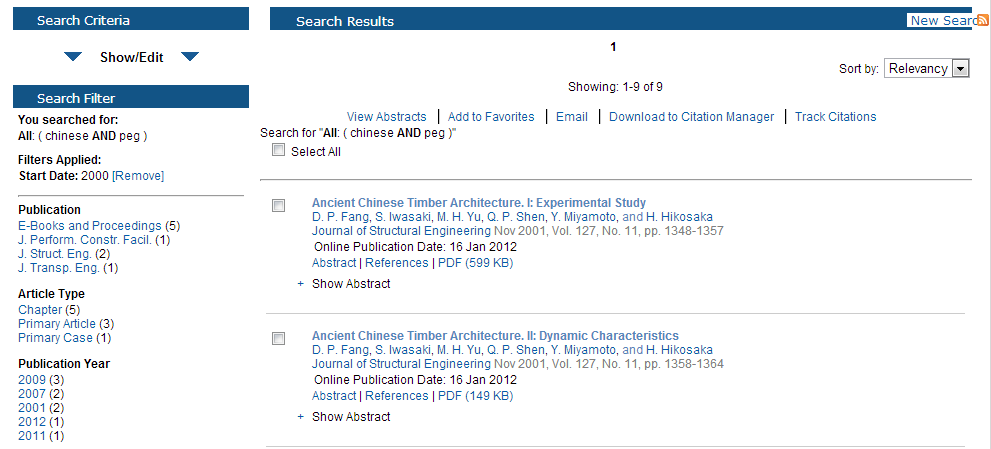 Search Criteria
Show/Edit
Search Filter
You searched for:
All: ( chinese AND peg )
Filters Applied:
Start Date: 2000 [Remove]
Publication
E-Books and Proceedings (5)
J. Perform. Constr. Facil. (1)
J. Struct. Eng. (2)
J. Transp. Eng. (1)
Article Type
Chapter (5)
Primary Article (3)
Primary Case (1)
Publication Year
2009 (3)
2007 (2)
2001 (2)
2012 (1)
2011 (1)
Search Results
New Searc
1
Sort by: Relevancy
Showing: 1-9 of 9
View Abstracts | Add to Favorites | Email | Download to Citation Manager | Track Citations
Search for "All: ( chinese AND peg )"
Select All
Ancient Chinese Timber Architecture. I: Experimental Study
D. P. Fang, S. Iwasaki, M. H. Yu, Q. P. Shen, Y. Miyamoto, and H. Hikosaka
Journal of Structural Engineering Nov 2001, Vol. 127, No. 11, pp. 1348-1357
Online Publication Date: 16 Jan 2012
Abstract | References | PDF (599 KB)
+ Show Abstract
Ancient Chinese Timber Architecture. II: Dynamic Characteristics
D. P. Fang, S. Iwasaki, M. H. Yu, Q. P. Shen, Y. Miyamoto, and H. Hikosaka
Journal of Structural Engineering Nov 2001, Vol. 127, No. 11, pp. 1358-1364
Online Publication Date: 16 Jan 2012
Abstract | References | PDF (149 KB)
+ Show Abstract